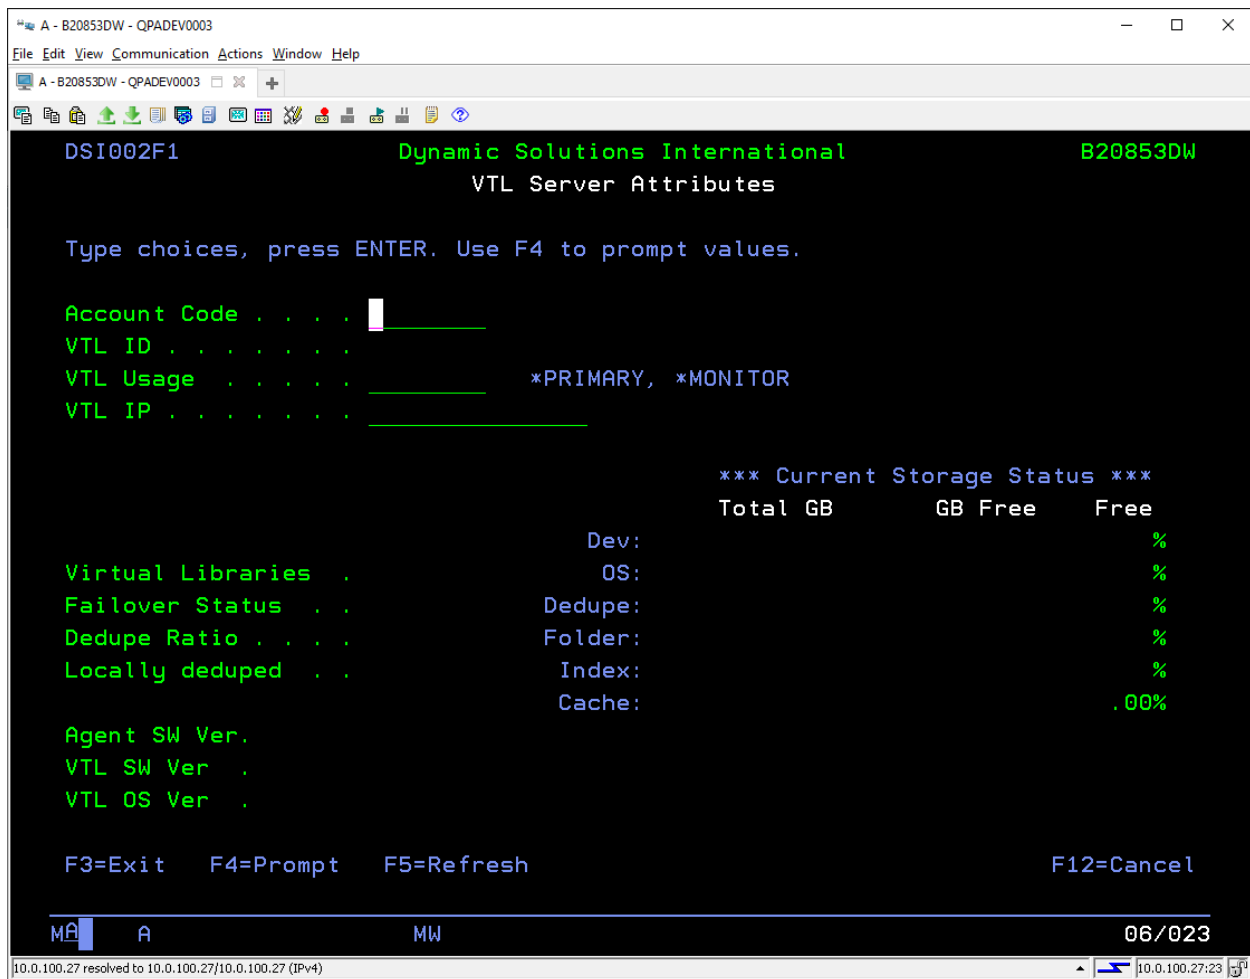 A - B20853DW - QPADEV0003
File Edit View Communication Actions Window Help
A - B20853DW - QPADEV0003
DSI002F1 Dynamic Solutions International B20853DW
VTL Server Attributes
Type choices, press ENTER. Use F4 to prompt values.
Account Code . . . .
VTL ID . . . . . . .
VTL Usage . . . . . *PRIMARY, *MONITOR
VTL IP . . . . . . .
*** Current Storage Status ***
Total GB GB Free Free
Dev: %
Virtual Libraries . OS: %
Failover Status . . Dedupe: %
Dedupe Ratio . . . . Folder: %
Locally deduped . . Index: %
Cache: .00%
Agent SW Ver.
VTL SW Ver .
VTL OS Ver .
F3=Exit F4=Prompt F5=Refresh F12=Cancel
MA A MW 06/023
10.0.100.27 resolved to 10.0.100.27/10.0.100.27 (IPv4) 10.0.100.27:23